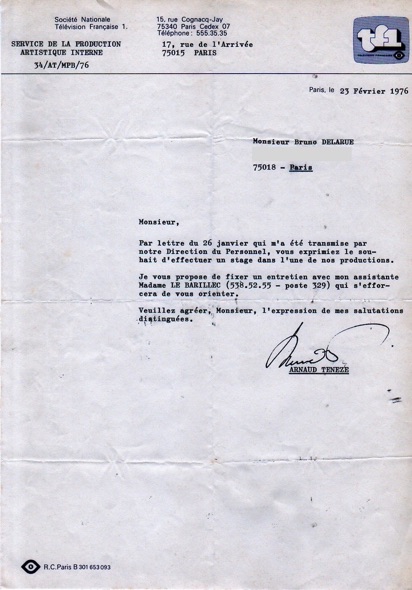 Société Nationale
Télévision Française 1.
15, rue Cognacq-Jay
75340 Paris Cedex 07
Téléphone : 555.35.35
tf1
SERVICE DE LA PRODUCTION
ARTISTIQUE INTERNE
34/AT/MPB/76
17, rue de l'Arrivée
75015 PARIS
Paris, le 23 Février 1976
Monsieur Bruno DELARUE
75018 - Paris
Monsieur,
Par lettre du 26 janvier qui m'a été transmise par
notre Direction du Personnel, vous exprimiez le sou-
hait d'effectuer un stage dans l'une de nos productions.
Je vous propose de fixer un entretien avec mon assistante
Madame LE BARILLEC (538.52.55 - poste 329) qui s'effor-
cera de vous orienter.
Veuillez agréer, Monsieur, l'expression de mes salutations
distinguées.
ARNAUD TENEZE
R.C. Paris B 301 653 093